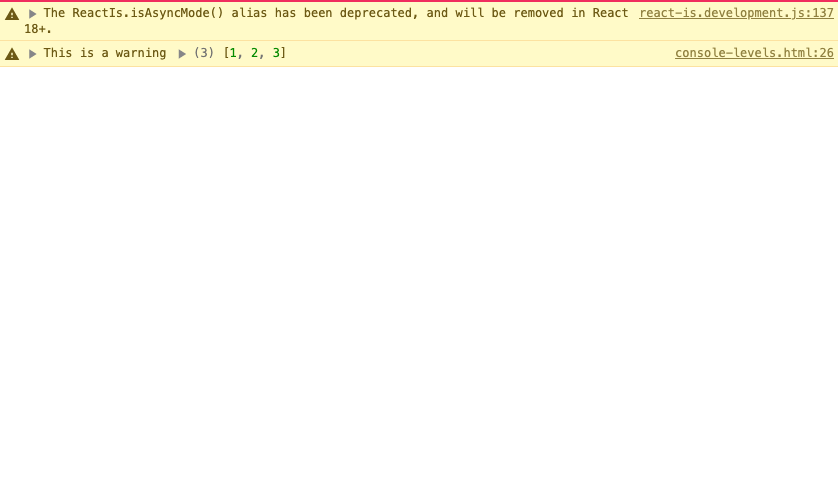 The ReactIs.isAsyncMode() alias has been deprecated, and will be removed in React react-is.development.js:137
18+.
This is a warning (3) [1, 2, 3] console-levels.html:26